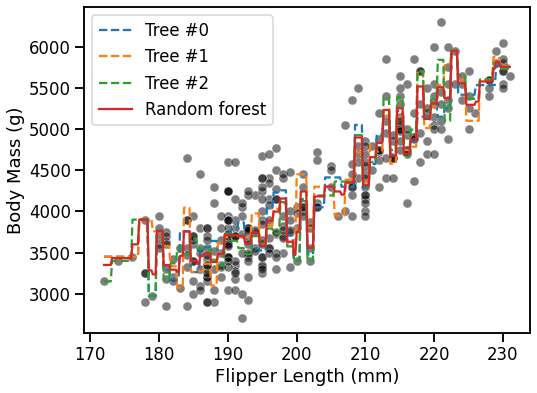 Tree #0
Tree #1
Tree #2
Random forest
6000
5500
5000
4500
4000
3500
3000
Body Mass (g)
170 180 190 200 210 220 230
Flipper Length (mm)